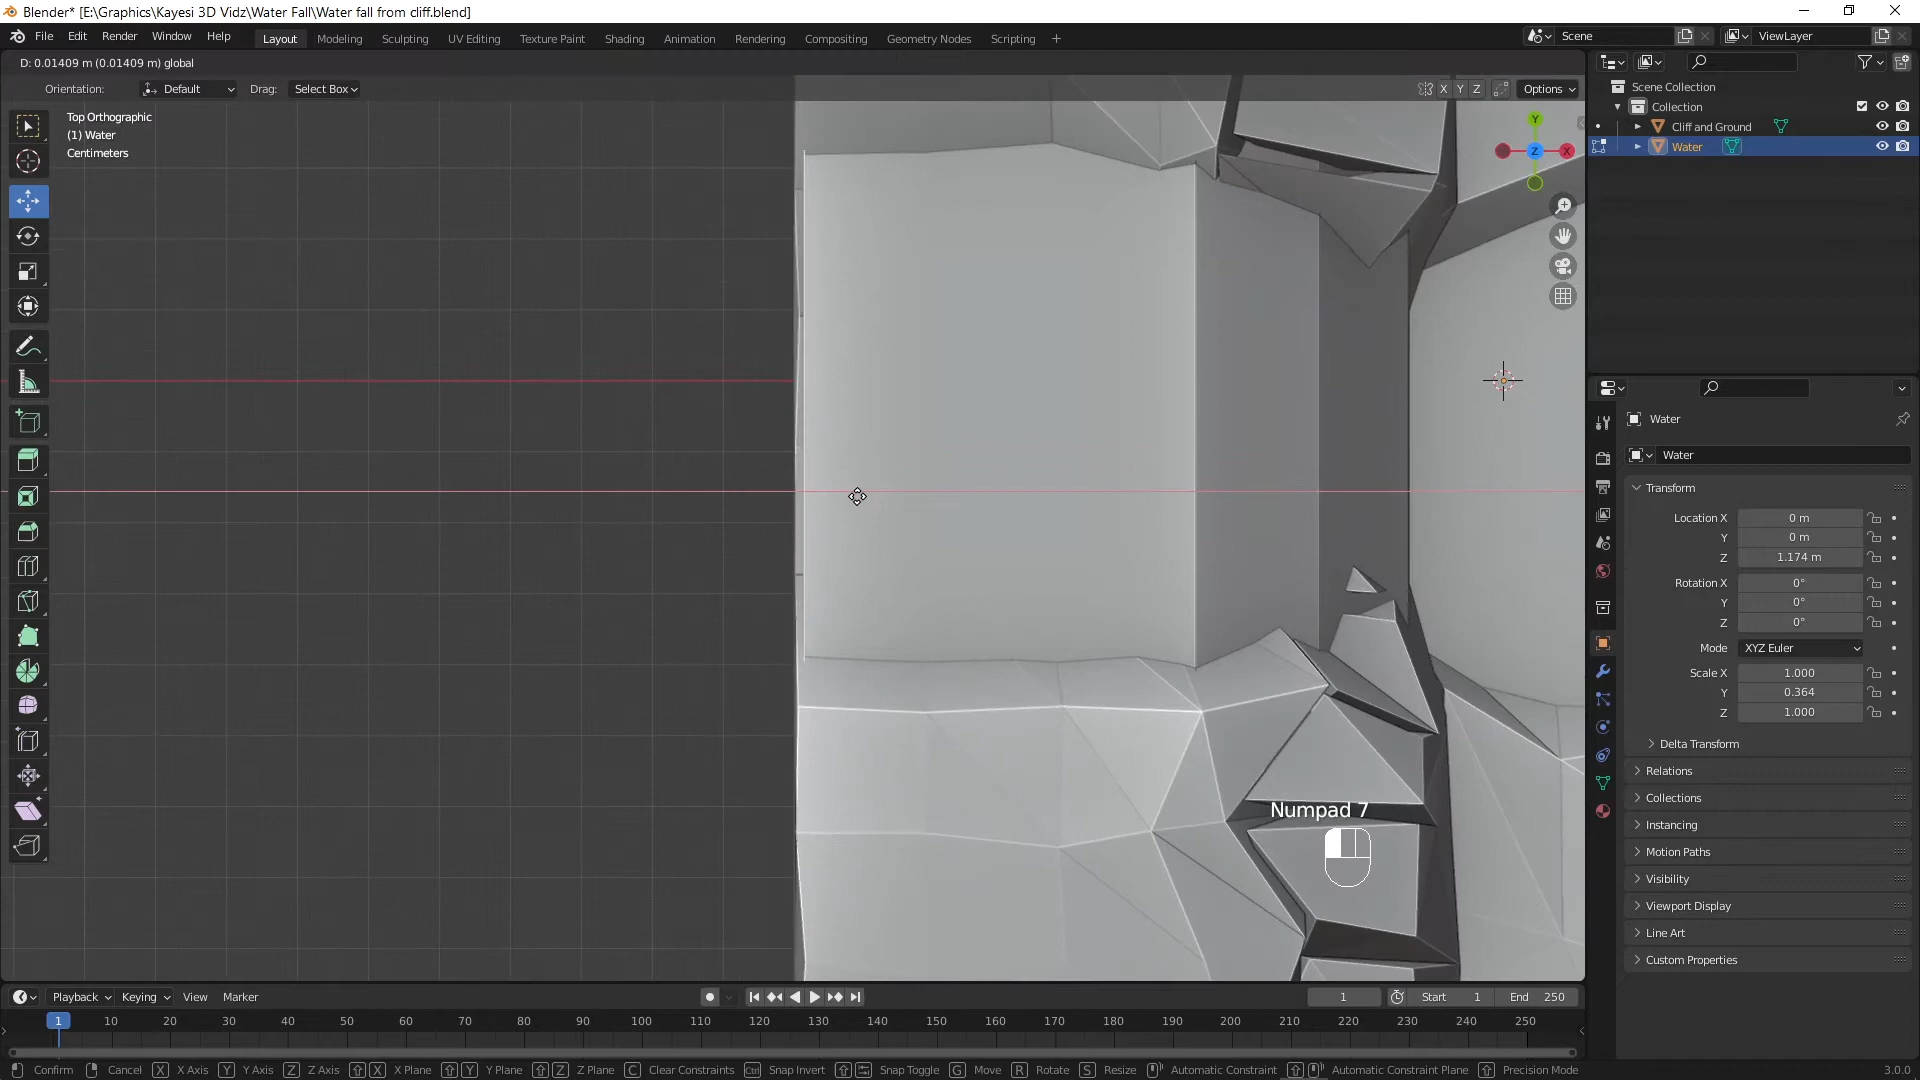 Blender* [E:\Graphics\Kayesi 3D Vidz\Water Fall\Water fall from cliff.blend]
File Edit Render Window Help Layout Modeling Sculpting UV Editing Texture Paint Shading Animation Rendering Compositing Geometry Nodes Scripting + Scene ViewLayer
D: 0.01409 m (0.01409 m) global
Orientation: Default Drag: Select Box X Y Z Options
Top Orthographic
(1) Water
Centimeters
Scene Collection
Collection
Cliff and Ground
Water
Y
Z
X
Water
Water
Transform
Location X 0 m
Y 0 m
Z 1.174 m
Rotation X 0°
Y 0°
Z 0°
Mode XYZ Euler
Scale X 1.000
Y 0.364
Z 1.000
Delta Transform
Relations
Collections
Instancing
Motion Paths
Visibility
Viewport Display
Line Art
Custom Properties
Numpad 7
Playback Keying View Marker 1 Start 1 End 250
1 10 20 30 40 50 60 70 80 90 100 110 120 130 140 150 160 170 180 190 200 210 220 230 240 250
Confirm Cancel X X Axis Y Y Axis Z Z Axis X X Plane Y Y Plane Z Z Plane C Clear Constraints Ctrl Snap Invert Snap Toggle G Move R Rotate S Resize Automatic Constraint Automatic Constraint Plane Precision Mode 3.0.0